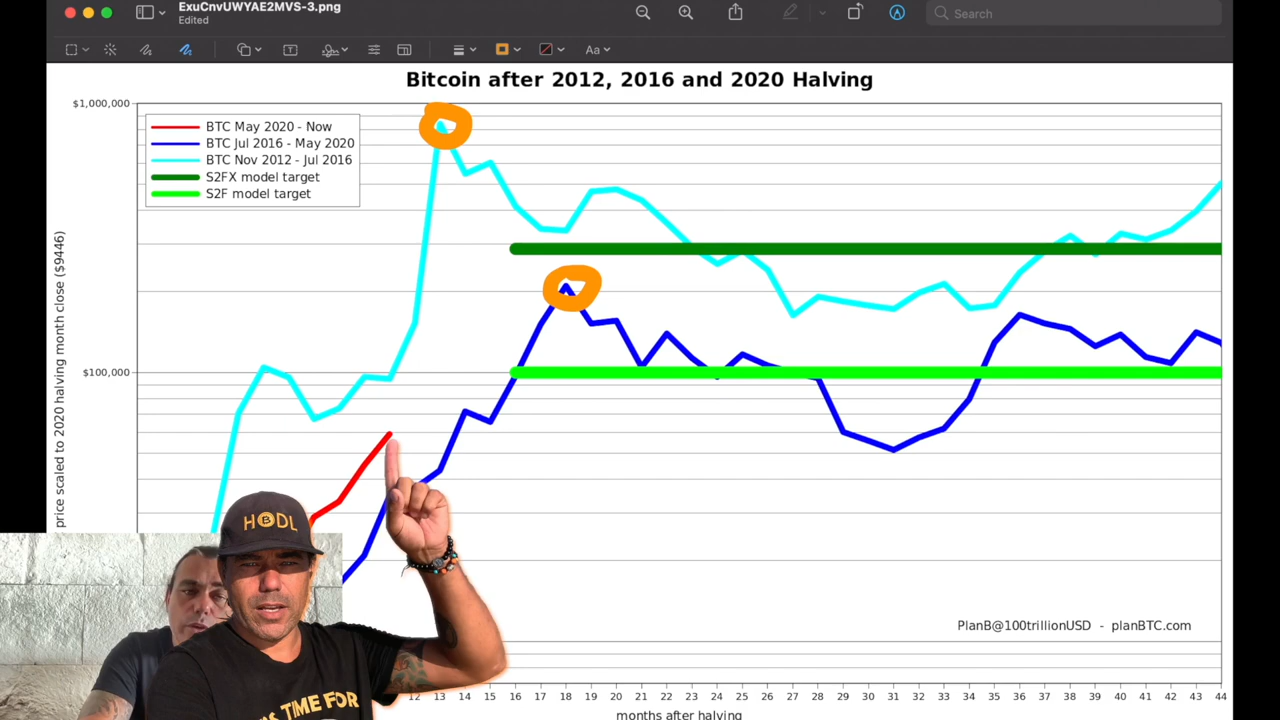 ExuCnvUWYAE2MVS-3.png
Edited
Search
Aa
Bitcoin after 2012, 2016 and 2020 Halving
$1,000,000
BTC May 2020 - Now
BTC Jul 2016 - May 2020
BTC Nov 2012 - Jul 2016
S2FX model target
S2F model target
price scaled to 2020 halving month close ($9446)
$100,000
HODL
TIME FOR
PlanB@100trillionUSD - planBTC.com
12 13 14 15 16 17 18 19 20 21 22 23 24 25 26 27 28 29 30 31 32 33 34 35 36 37 38 39 40 41 42 43 44
months after halving